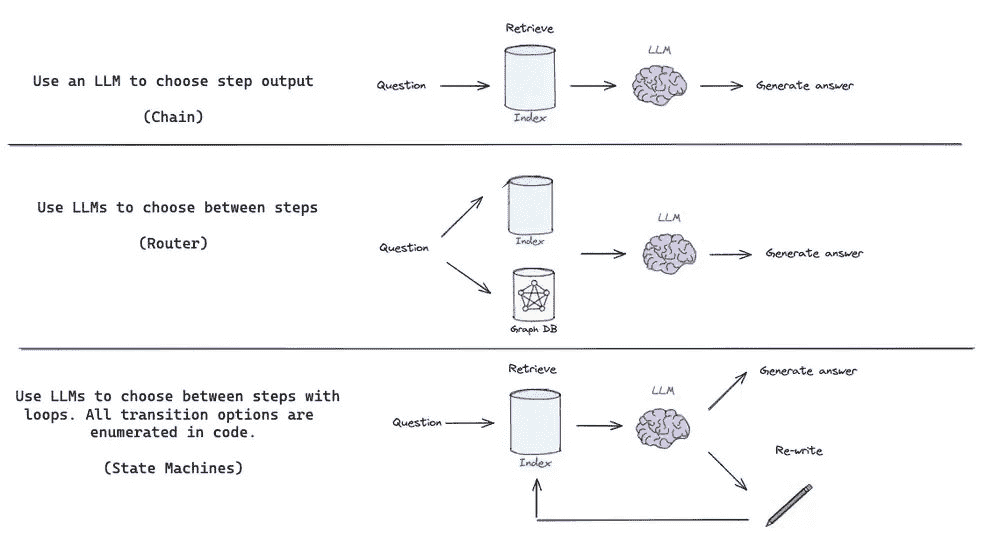 Retrieve
LLM
Use an LLM to choose step output
(Chain)
Question
Generate answer
Index
Use LLMs to choose between steps
(Router)
Index
LLM
Question
Generate answer
Graph DB
Retrieve
Generate answer
LLM
Use LLMs to choose between steps with
loops. All transition options are
enumerated in code.
(State Machines)
Question
Index
Re-write